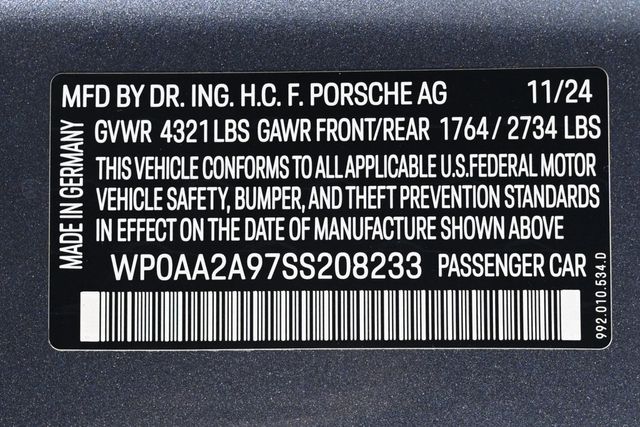 MFD BY DR. ING. H.C. F. PORSCHE AG 11/24
GVWR 4321 LBS GAWR FRONT/REAR 1764 / 2734 LBS
THIS VEHICLE CONFORMS TO ALL APPLICABLE U.S.FEDERAL MOTOR
VEHICLE SAFETY, BUMPER, AND THEFT PREVENTION STANDARDS
IN EFFECT ON THE DATE OF MANUFACTURE SHOWN ABOVE
WP0AA2A97SS208233 PASSENGER CAR
MADE IN GERMANY
992.010.534.D